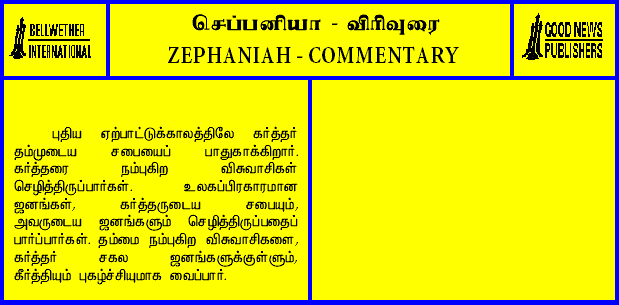 BELLWETHER
INTERNATIONAL
செப்பனியா - விரிவுரை
ZEPHANIAH - COMMENTARY
GOOD NEWS
PUBLISHERS
புதிய ஏற்பாட்டுக்காலத்திலே கர்த்தர்
தம்முடைய சபையைப் பாதுகாக்கிறார்.
கர்த்தரை நம்புகிற விசுவாசிகள்
செழித்திருப்பார்கள். உலகப்பிரகாரமான
ஜனங்கள், கர்த்தருடைய சபையும்,
அவருடைய ஜனங்களும் செழித்திருப்பதைப்
பார்ப்பார்கள். தம்மை நம்புகிற விசுவாசிகளை,
கர்த்தர் சகல ஜனங்களுக்குள்ளும்,
கீர்த்தியும் புகழ்ச்சியுமாக வைப்பார்.